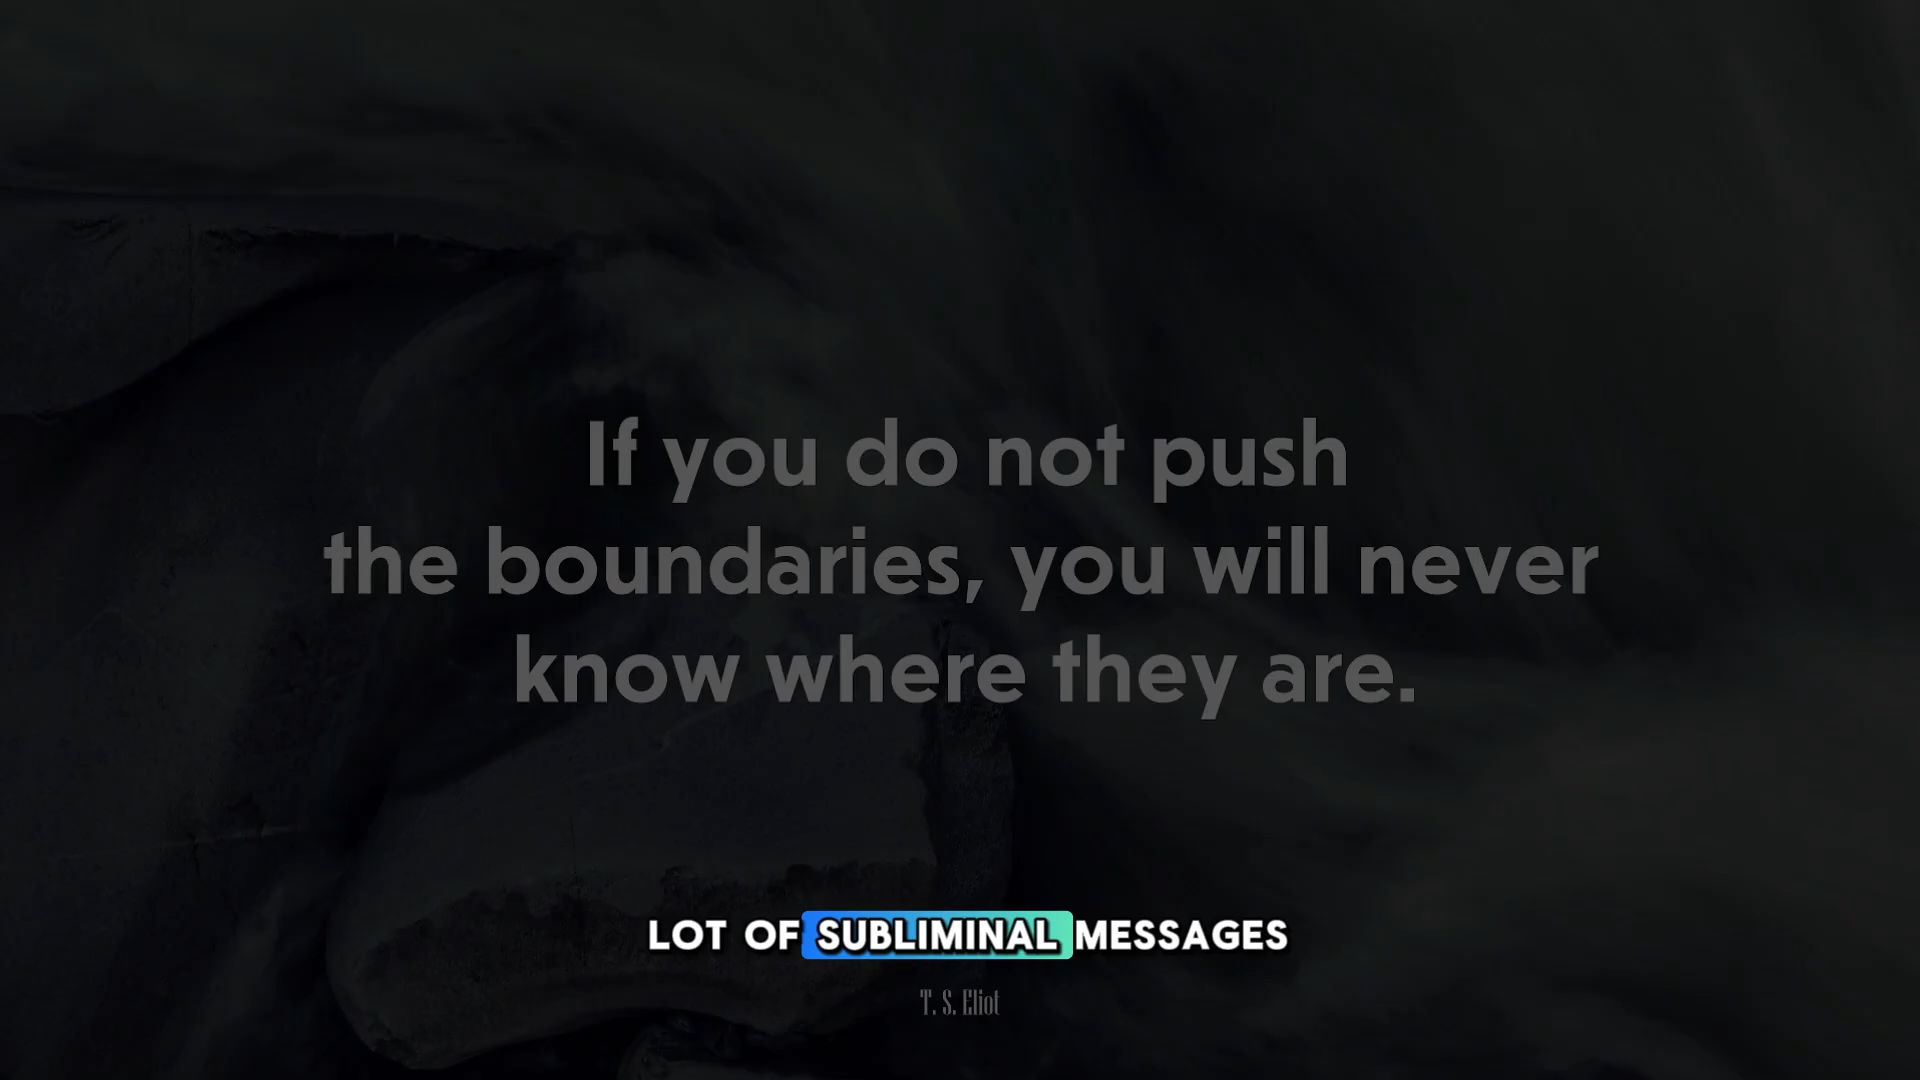 If you do not push
the boundaries, you will never
know where they are.
LOT OF SUBLIMINAL MESSAGES
T. S. Eliot